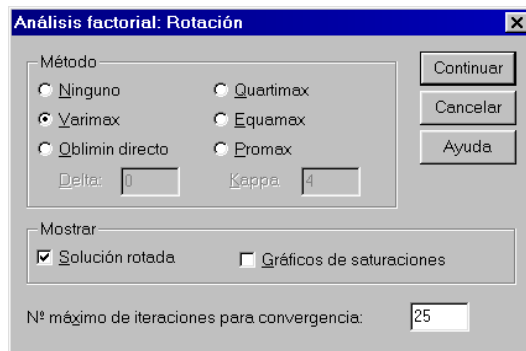 Análisis factorial: Rotación
Método
Ninguno
Quartimax
Varimax
Equamax
Oblimin directo
Promax
Delta: 0
Kappa 4
Continuar
Cancelar
Ayuda
Mostrar
Solución rotada
Gráficos de saturaciones
Nº máximo de iteraciones para convergencia: 25